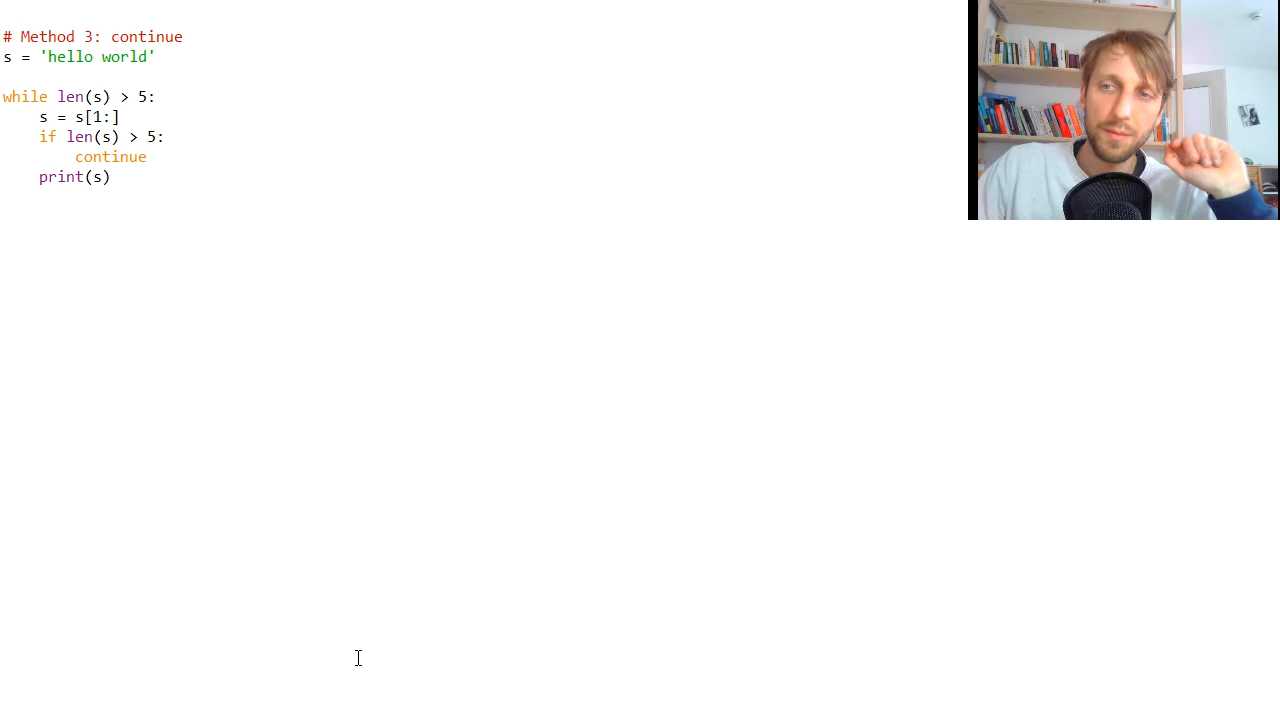 # Method 3: continue
s = 'hello world'
while len(s) > 5:
    s = s[1:]
    if len(s) > 5:
        continue
    print(s)